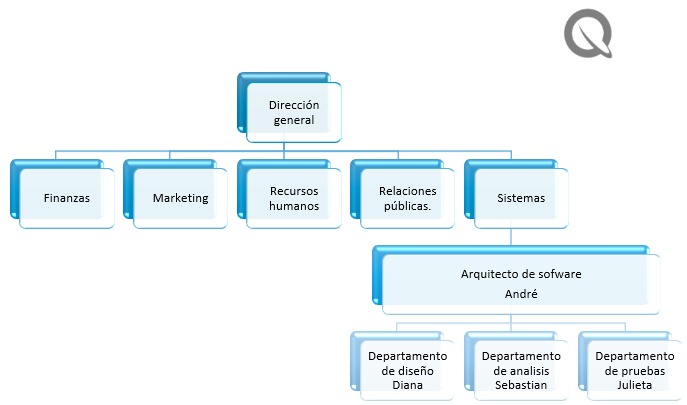 Dirección
general
Finanzas
Marketing
Recursos
humanos
Relaciones
públicas.
Sistemas
Arquitecto de sofware
André
Departamento
de diseño
Diana
Departamento
de analisis
Sebastian
Departamento
de pruebas
Julieta